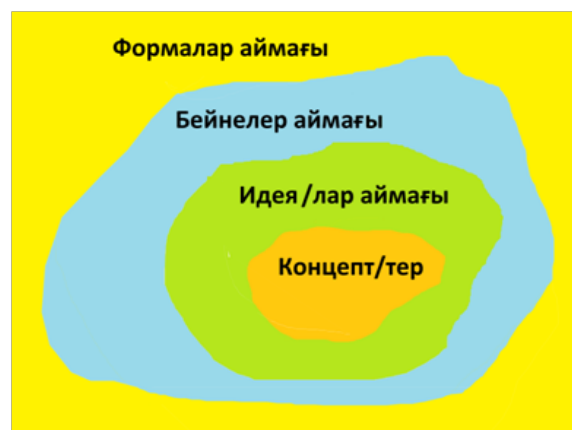 Формалар аймағы
Бейнелер аймағы
Идея/лар аймағы
Концепт/тер